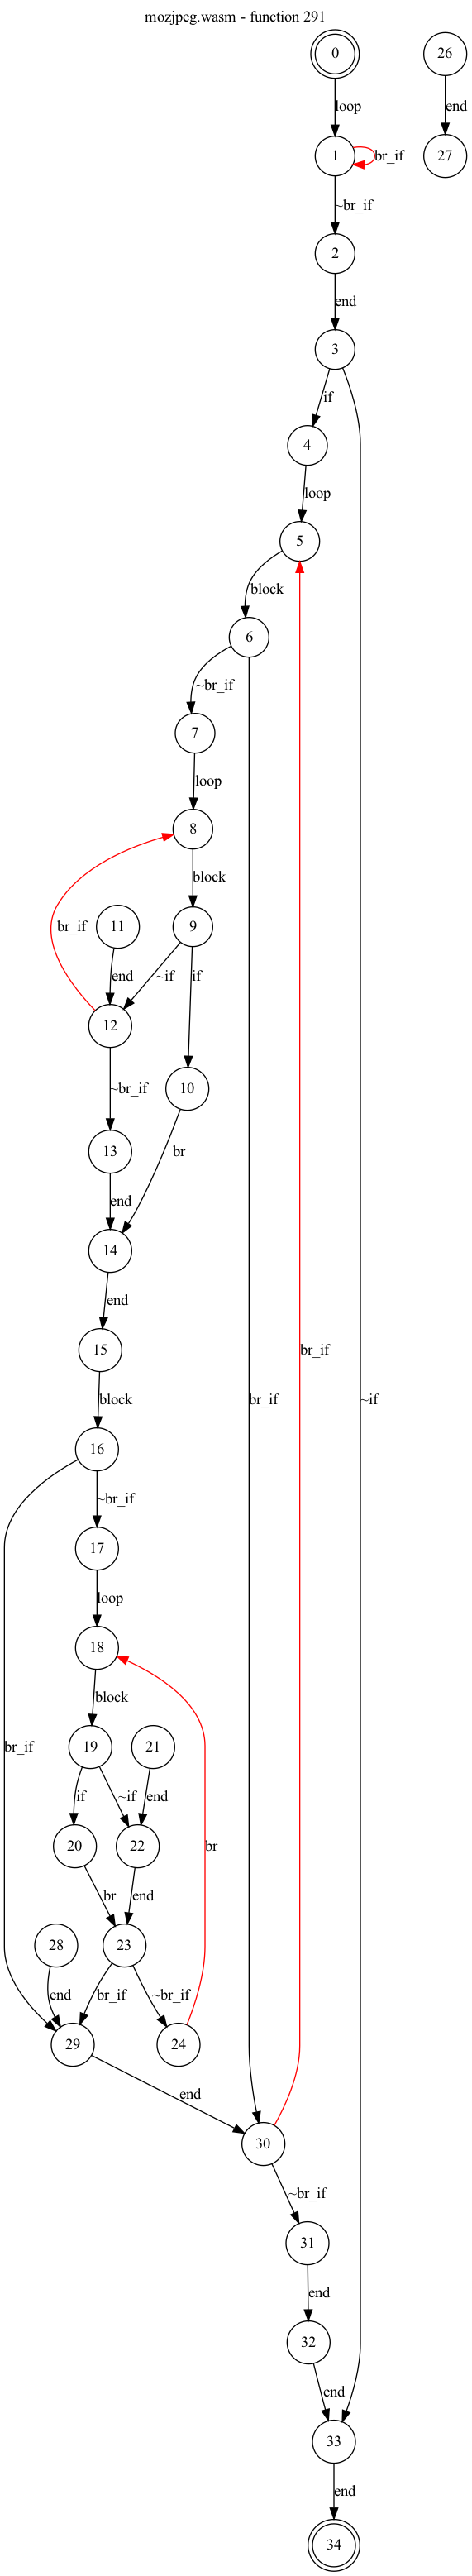 mozjpeg.wasm - function 291
0
26
loop
end
1
br_if
27
~br_if
2
end
3
if
4
loop
5
block
6
~br_if
7
loop
8
block
br_if
11
9
end
~if
if
12
10
~br_if
br
13
end
14
end
15
block
br_if
br_if
~if
16
~br_if
17
loop
18
block
br_if
19
21
if
~if
end
br
20
22
br
end
28
23
end
br_if
~br_if
29
24
end
30
~br_if
31
end
32
end
33
end
34